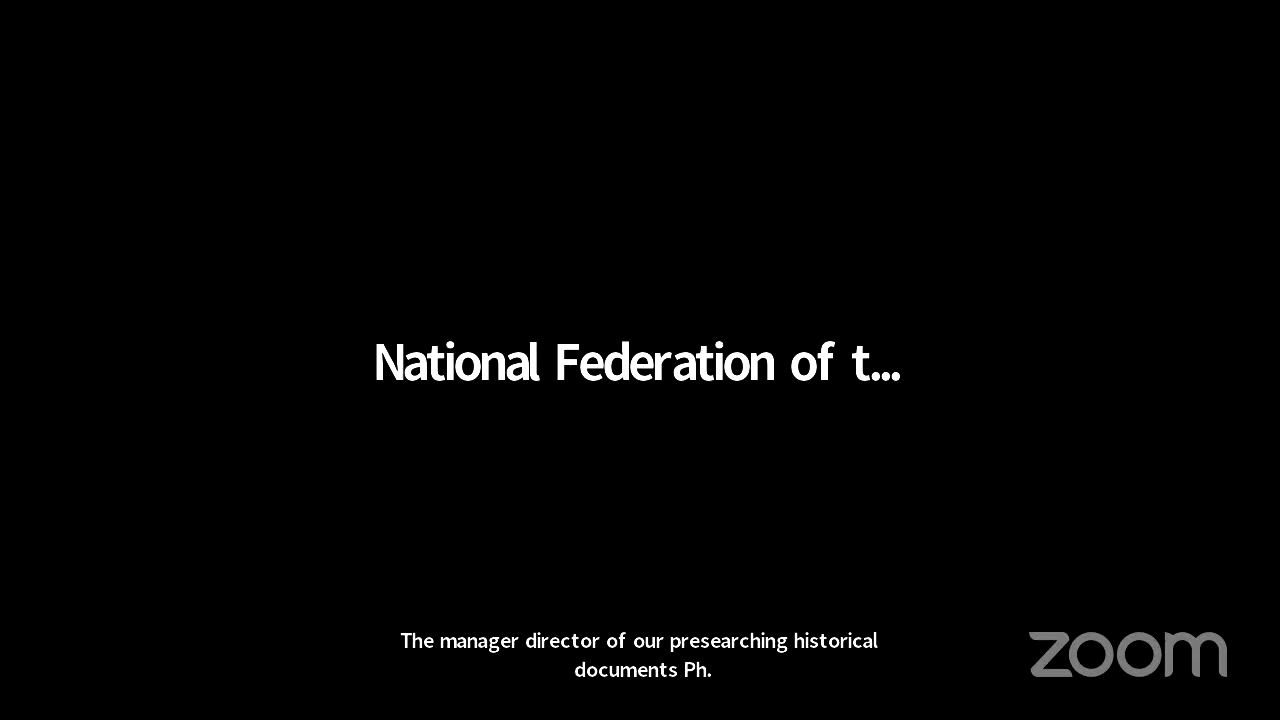 National Federation of t...
The manager director of our presearching historical
documents Ph.
zoom